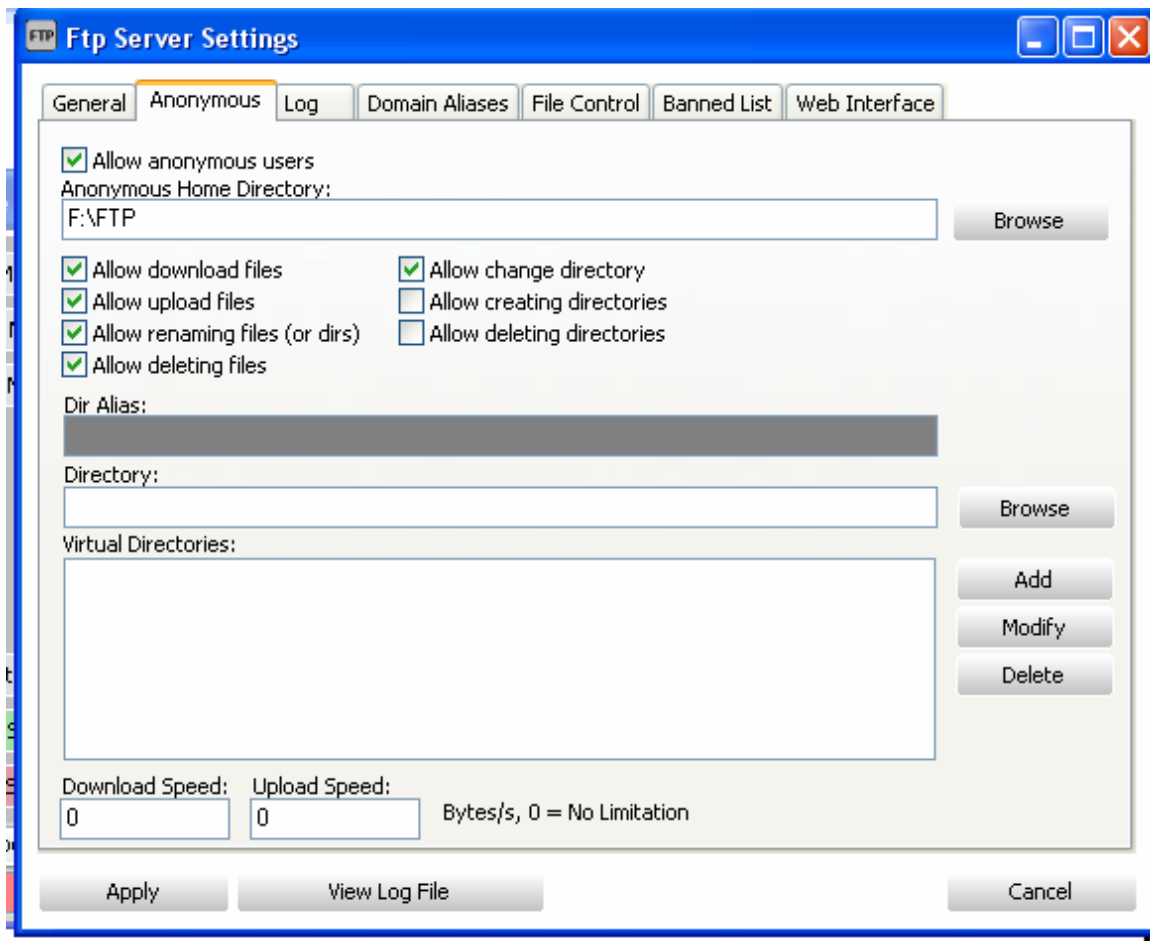 FTP Ftp Server Settings
General Anonymous Log Domain Aliases File Control Banned List Web Interface
Allow anonymous users
Anonymous Home Directory:
F:\FTP Browse
Allow download files Allow change directory
Allow upload files Allow creating directories
Allow renaming files (or dirs) Allow deleting directories
Allow deleting files
Dir Alias:
Directory:
Browse
Virtual Directories:
Add
Modify
Delete
Download Speed: Upload Speed:
0 0 Bytes/s, 0 = No Limitation
Apply View Log File Cancel